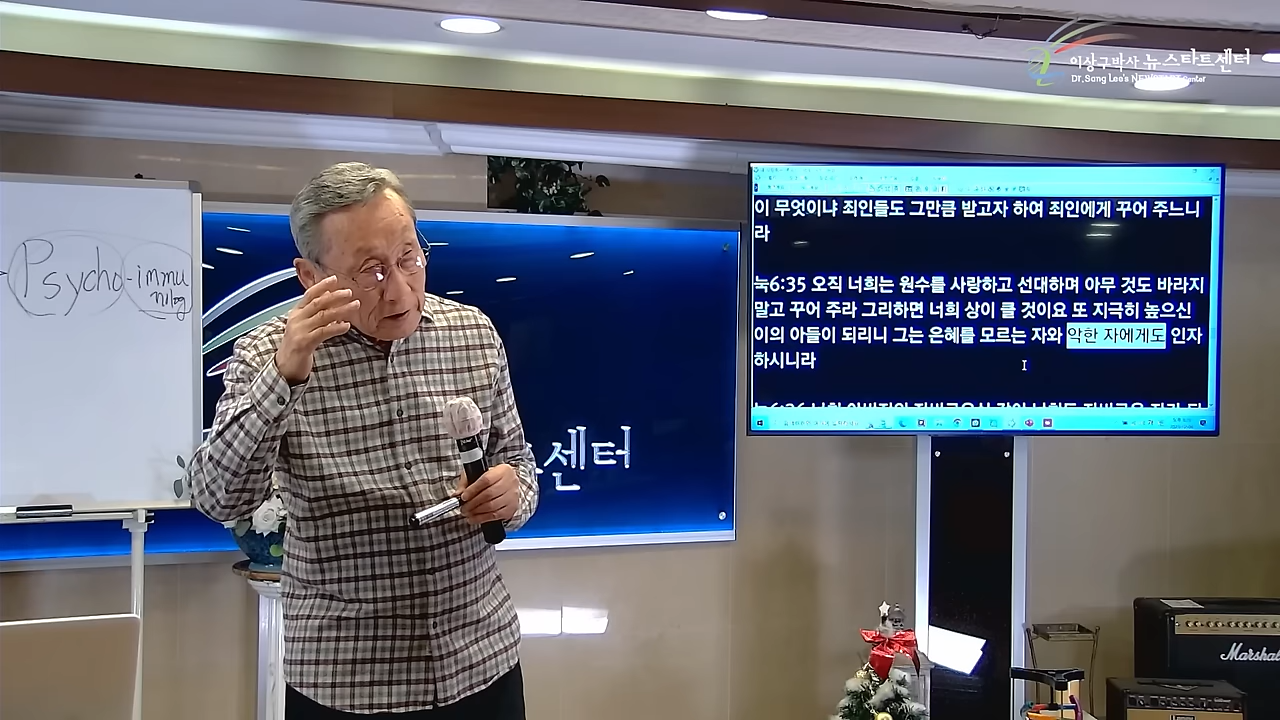 이상구박사 뉴스타트센터
Dr.Sang Lee's NEWSTART Center
Psycho-immu
이 무엇이냐 죄인들도 그만큼 받고자 하여 죄인에게 꾸어 주느니
라
눅6:35 오직 너희는 원수를 사랑하고 선대하며 아무 것도 바라지
말고 꾸어 주라 그리하면 너희 상이 클 것이요 또 지극히 높으신
이의 아들이 되리니 그는 은혜를 모르는 자와 악한 자에게도 인자
하시니라
센터
Marshal